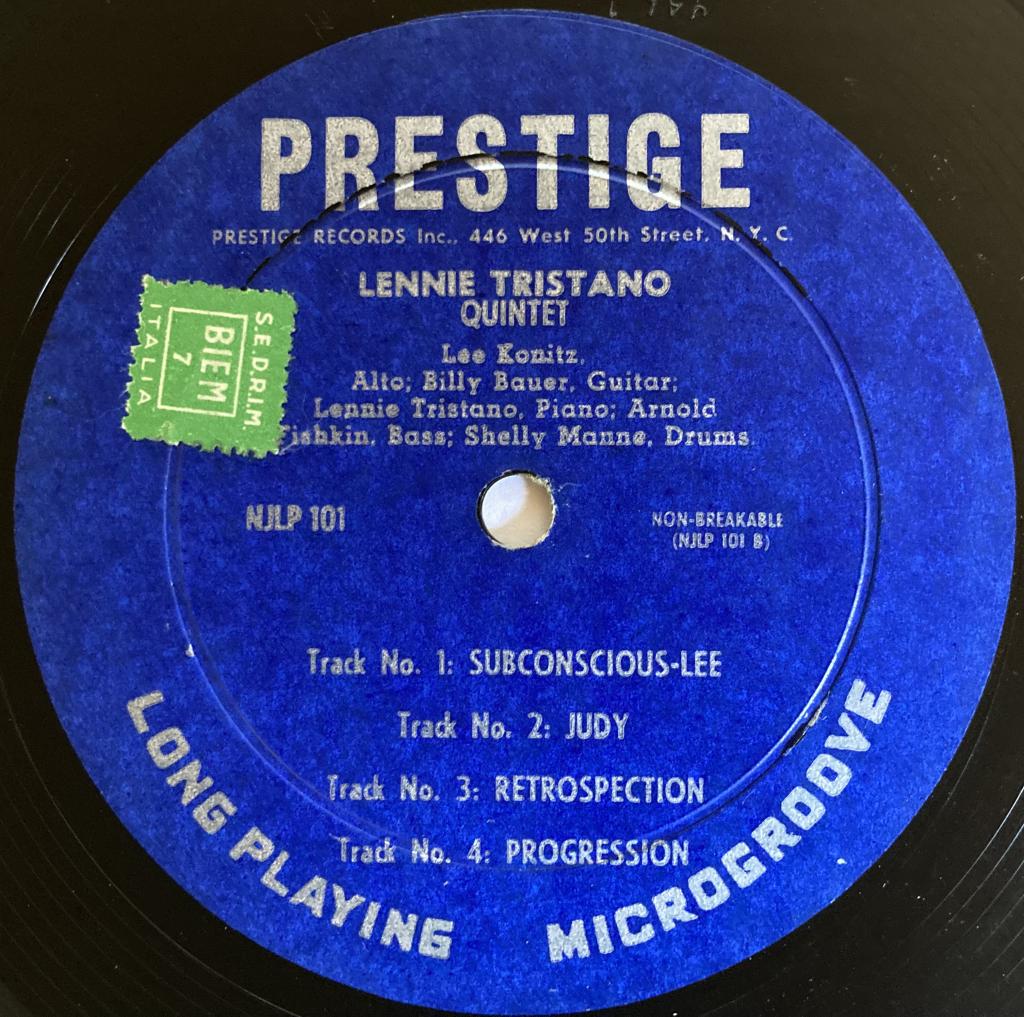 PRESTIGE
PRESTIGE RECORDS Inc., 446 West 50th Street, N. Y. C.
LENNIE TRISTANO
QUINTET
Lee Konitz,
Alto; Billy Bauer, Guitar;
Lennie Tristano, Piano; Arnold
Fishkin, Bass; Shelly Manne, Drums
S.E.D.R.I.M.
BIEM
7
ITALIA
NJLP 101
NON-BREAKABLE
(NJLP 101 B)
Track No. 1: SUBCONSCIOUS-LEE
Track No. 2: JUDY
Track No. 3: RETROSPECTION
Track No. 4: PROGRESSION
LONG PLAYING MICROGROOVE